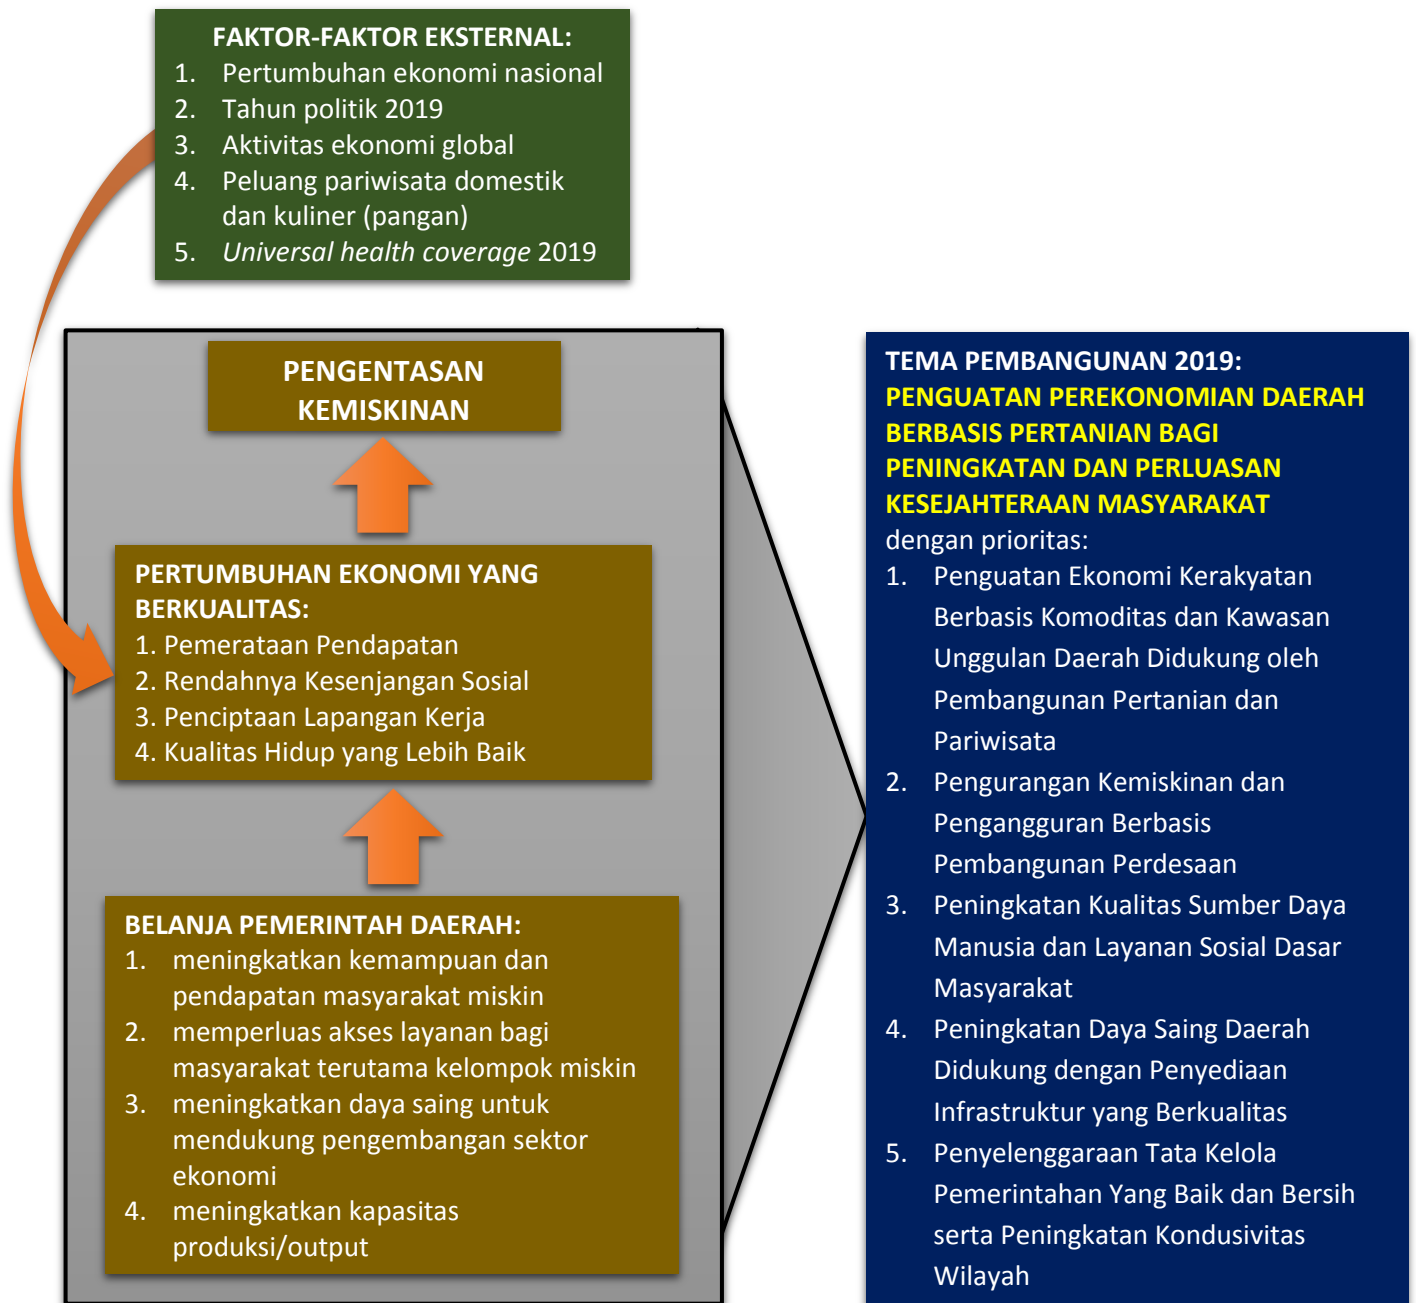 FAKTOR-FAKTOR EKSTERNAL:
1. Pertumbuhan ekonomi nasional
2. Tahun politik 2019
3. Aktivitas ekonomi global
4. Peluang pariwisata domestik
dan kuliner (pangan)
5. Universal health coverage 2019
PENGENTASAN
KEMISKINAN
PERTUMBUHAN EKONOMI YANG
BERKUALITAS:
1. Pemerataan Pendapatan
2. Rendahnya Kesenjangan Sosial
3. Penciptaan Lapangan Kerja
4. Kualitas Hidup yang Lebih Baik
BELANJA PEMERINTAH DAERAH:
1. meningkatkan kemampuan dan
pendapatan masyarakat miskin
2. memperluas akses layanan bagi
masyarakat terutama kelompok miskin
3. meningkatkan daya saing untuk
mendukung pengembangan sektor
ekonomi
4. meningkatkan kapasitas
produksi/output
TEMA PEMBANGUNAN 2019:
PENGUATAN PEREKONOMIAN DAERAH
BERBASIS PERTANIAN BAGI
PENINGKATAN DAN PERLUASAN
KESEJAHTERAAN MASYARAKAT
dengan prioritas:
1. Penguatan Ekonomi Kerakyatan
Berbasis Komoditas dan Kawasan
Unggulan Daerah Didukung oleh
Pembangunan Pertanian dan
Pariwisata
2. Pengurangan Kemiskinan dan
Pengangguran Berbasis
Pembangunan Perdesaan
3. Peningkatan Kualitas Sumber Daya
Manusia dan Layanan Sosial Dasar
Masyarakat
4. Peningkatan Daya Saing Daerah
Didukung dengan Penyediaan
Infrastruktur yang Berkualitas
5. Penyelenggaraan Tata Kelola
Pemerintahan Yang Baik dan Bersih
serta Peningkatan Kondusivitas
Wilayah